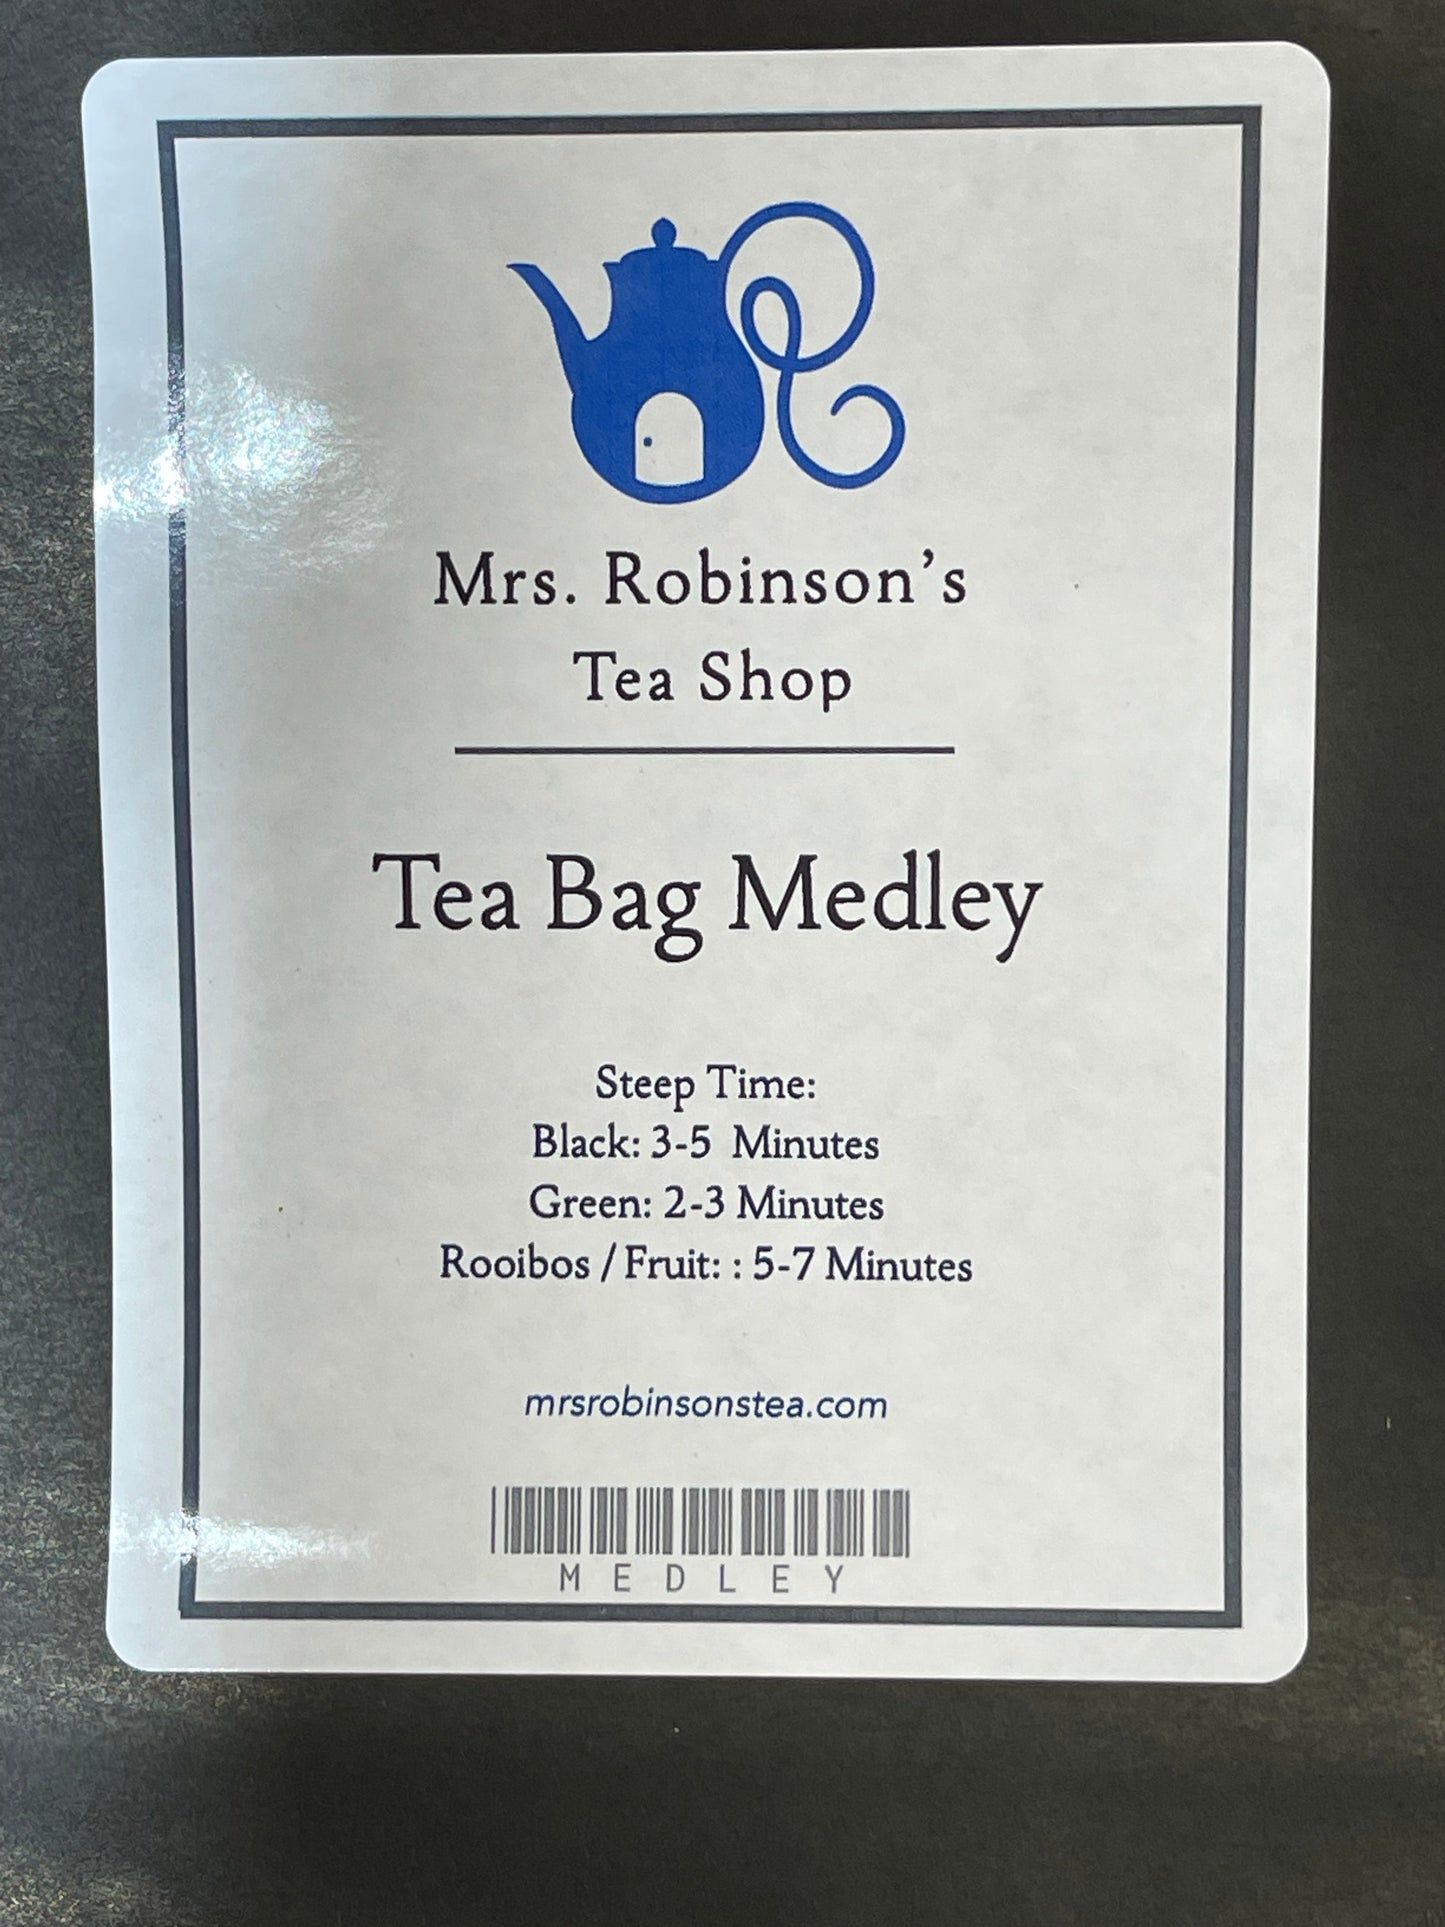 Mrs. Robinson's
Tea Shop
Tea Bag Medley
Steep Time:
Black: 3-5  Minutes
Green: 2-3 Minutes
Rooibos / Fruit: : 5-7 Minutes
mrsrobinsonstea.com
M E D L E Y